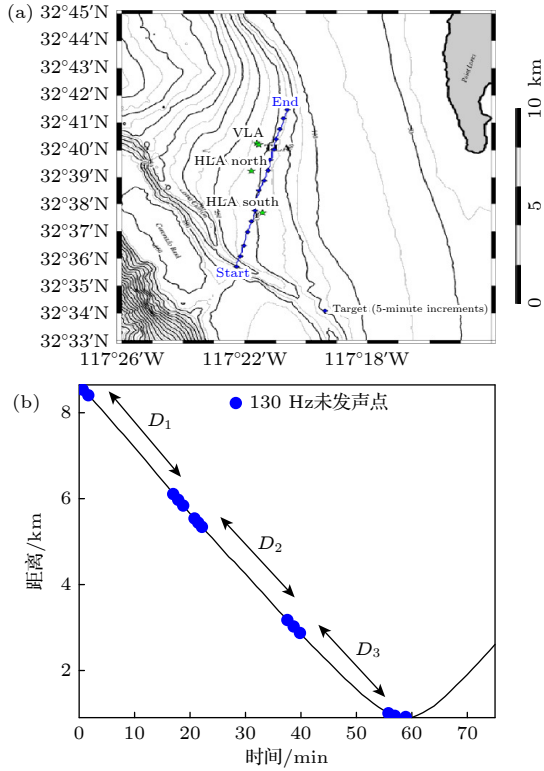 (a)
32°45′N
32°44′N
32°43′N
32°42′N
32°41′N
32°40′N
32°39′N
32°38′N
32°37′N
32°36′N
32°35′N
32°34′N
32°33′N
117°26′W
117°22′W
117°18′W
End
VLA
HLA north
HLA south
Start
Target (5-minute increments)
Point Loma
Coronado Bank
10 km
5
0
(b)
130 Hz未发声点
D1
D2
D3
距离/km
8
6
4
2
0
10
20
30
40
50
60
70
时间/min